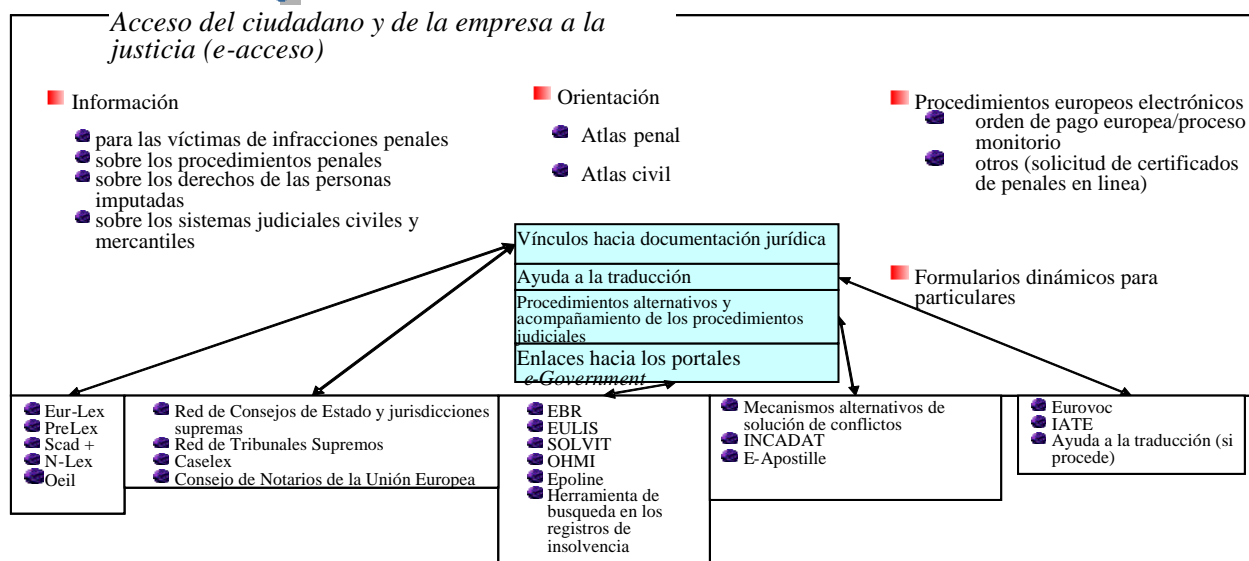 Acceso del ciudadano y de la empresa a la
justicia (e-acceso)
Información
para las víctimas de infracciones penales
sobre los procedimientos penales
sobre los derechos de las personas
imputadas
sobre los sistemas judiciales civiles y
mercantiles
Orientación
Atlas penal
Atlas civil
Procedimientos europeos electrónicos
orden de pago europea/proceso
monitorio
otros (solicitud de certificados
de penales en linea)
Formularios dinámicos para
particulares
Vínculos hacia documentación jurídica
Ayuda a la traducción
Procedimientos alternativos y
acompañamiento de los procedimientos
judiciales
Enlaces hacia los portales
e-Government
Eur-Lex
PreLex
Scad +
N-Lex
Oeil
Red de Consejos de Estado y jurisdicciones
supremas
Red de Tribunales Supremos
Caselex
Consejo de Notarios de la Unión Europea
EBR
EULIS
SOLVIT
OHMI
Epoline
Herramienta de
busqueda en los
registros de
insolvencia
Mecanismos alternativos de
solución de conflictos
INCADAT
E-Apostille
Eurovoc
IATE
Ayuda a la traducción (si
procede)